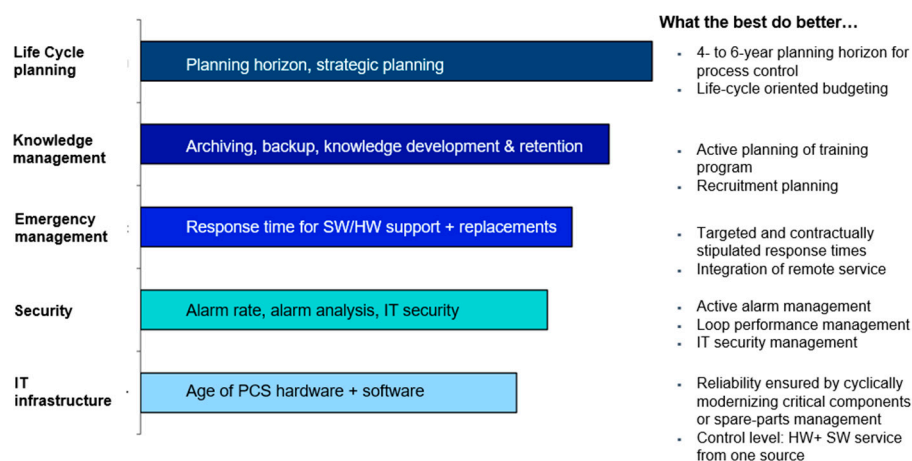 What the best do better…
Life Cycle
planning
Planning horizon, strategic planning
▪ 4- to 6-year planning horizon for
process control
▪ Life-cycle oriented budgeting
Knowledge
management
Archiving, backup, knowledge development & retention
▪ Active planning of training
program
▪ Recruitment planning
Emergency
management
Response time for SW/HW support + replacements
▪ Targeted and contractually
stipulated response times
▪ Integration of remote service
Security
Alarm rate, alarm analysis, IT security
▪ Active alarm management
▪ Loop performance management
▪ IT security management
IT
infrastructure
Age of PCS hardware + software
▪ Reliability ensured by cyclically
modernizing critical components
or spare-parts management
▪ Control level: HW+ SW service
from one source